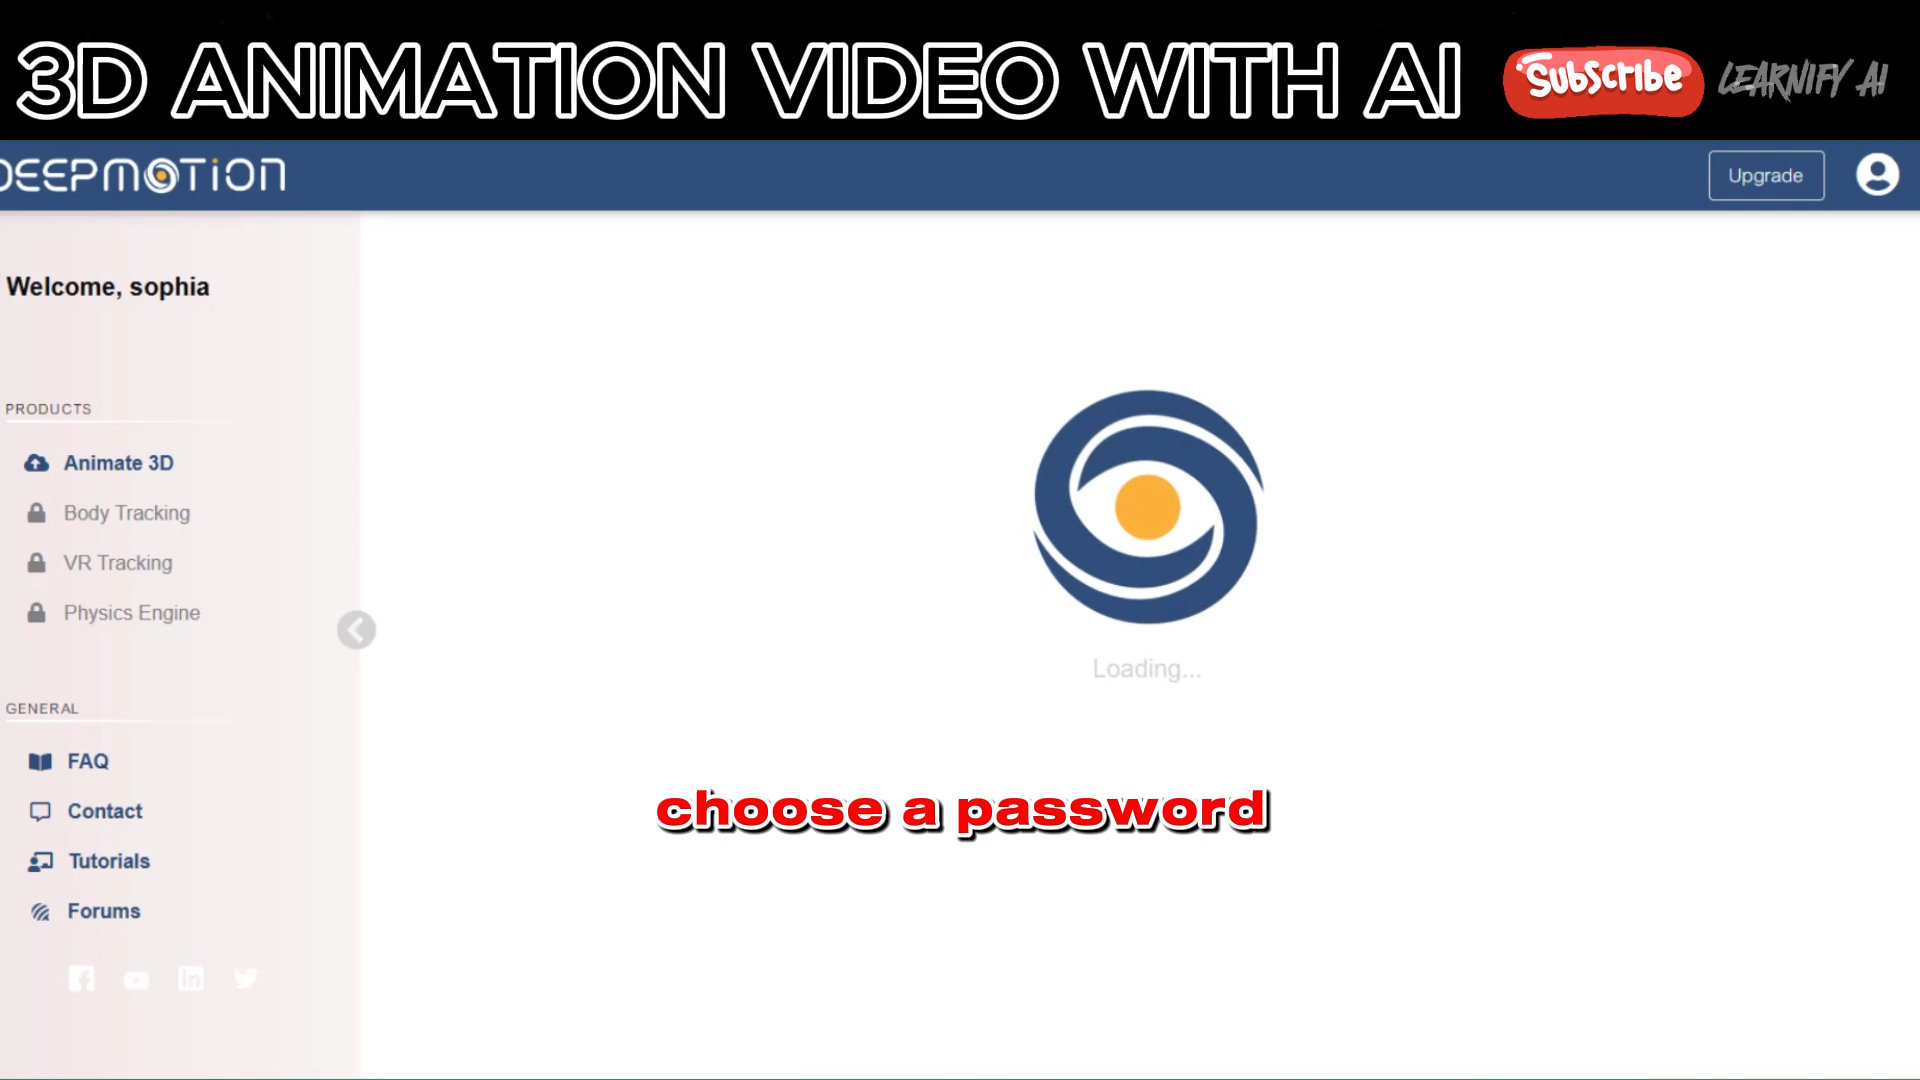 3D ANIMATION VIDEO WITH AI
Subscribe
LEARNIFY AI
DEEPMOTION
Upgrade
Welcome, sophia
PRODUCTS
Animate 3D
Body Tracking
VR Tracking
Physics Engine
Loading...
GENERAL
FAQ
choose a password
Contact
Tutorials
Forums